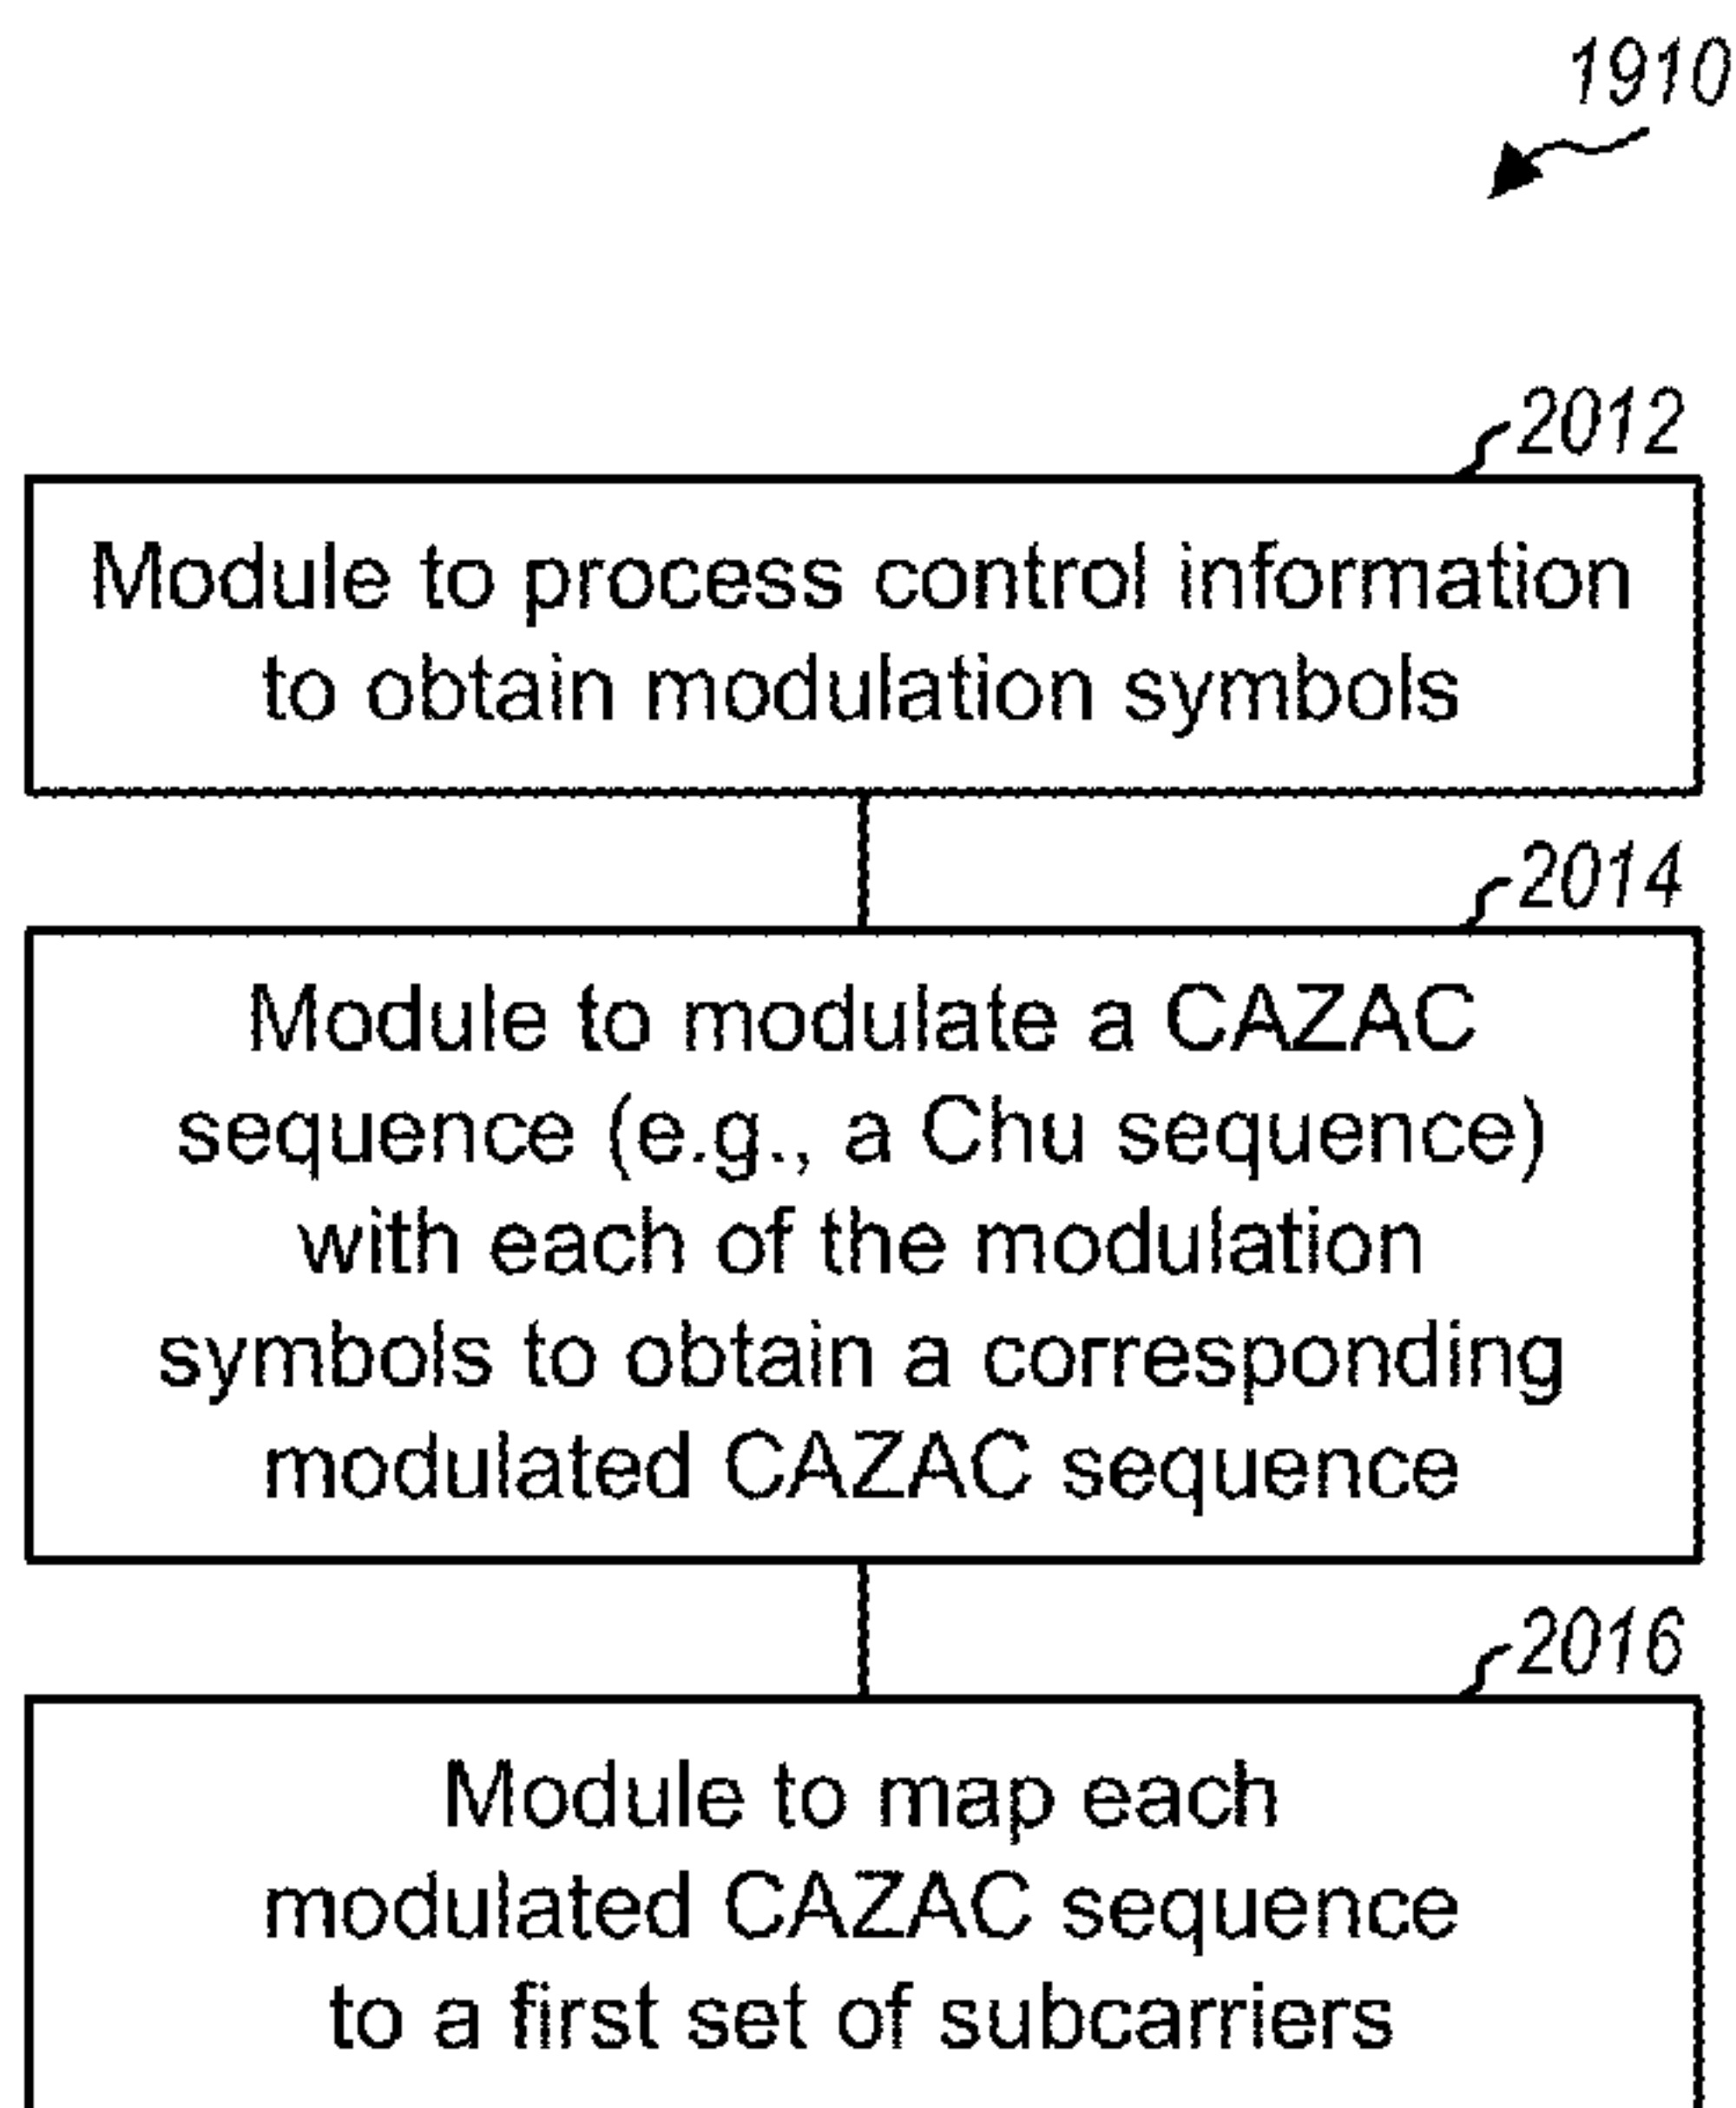 1910
2012
Module to process control information
to obtain modulation symbols
2014
Module to modulate a CAZAC
sequence (e.g., a Chu sequence)
with each of the modulation
symbols to obtain a corresponding
modulated CAZAC sequence
2016
Module to map each
modulated CAZAC sequence
to a first set of subcarriers